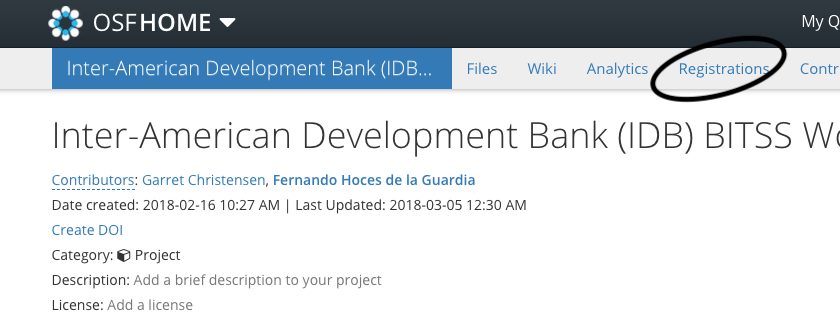 OSFHOME My Q
Inter-American Development Bank (IDB... Files Wiki Analytics Registrations Contr
Inter-American Development Bank (IDB) BITSS Wo
Contributors: Garret Christensen, Fernando Hoces de la Guardia
Date created: 2018-02-16 10:27 AM | Last Updated: 2018-03-05 12:30 AM
Create DOI
Category: Project
Description: Add a brief description to your project
License: Add a license